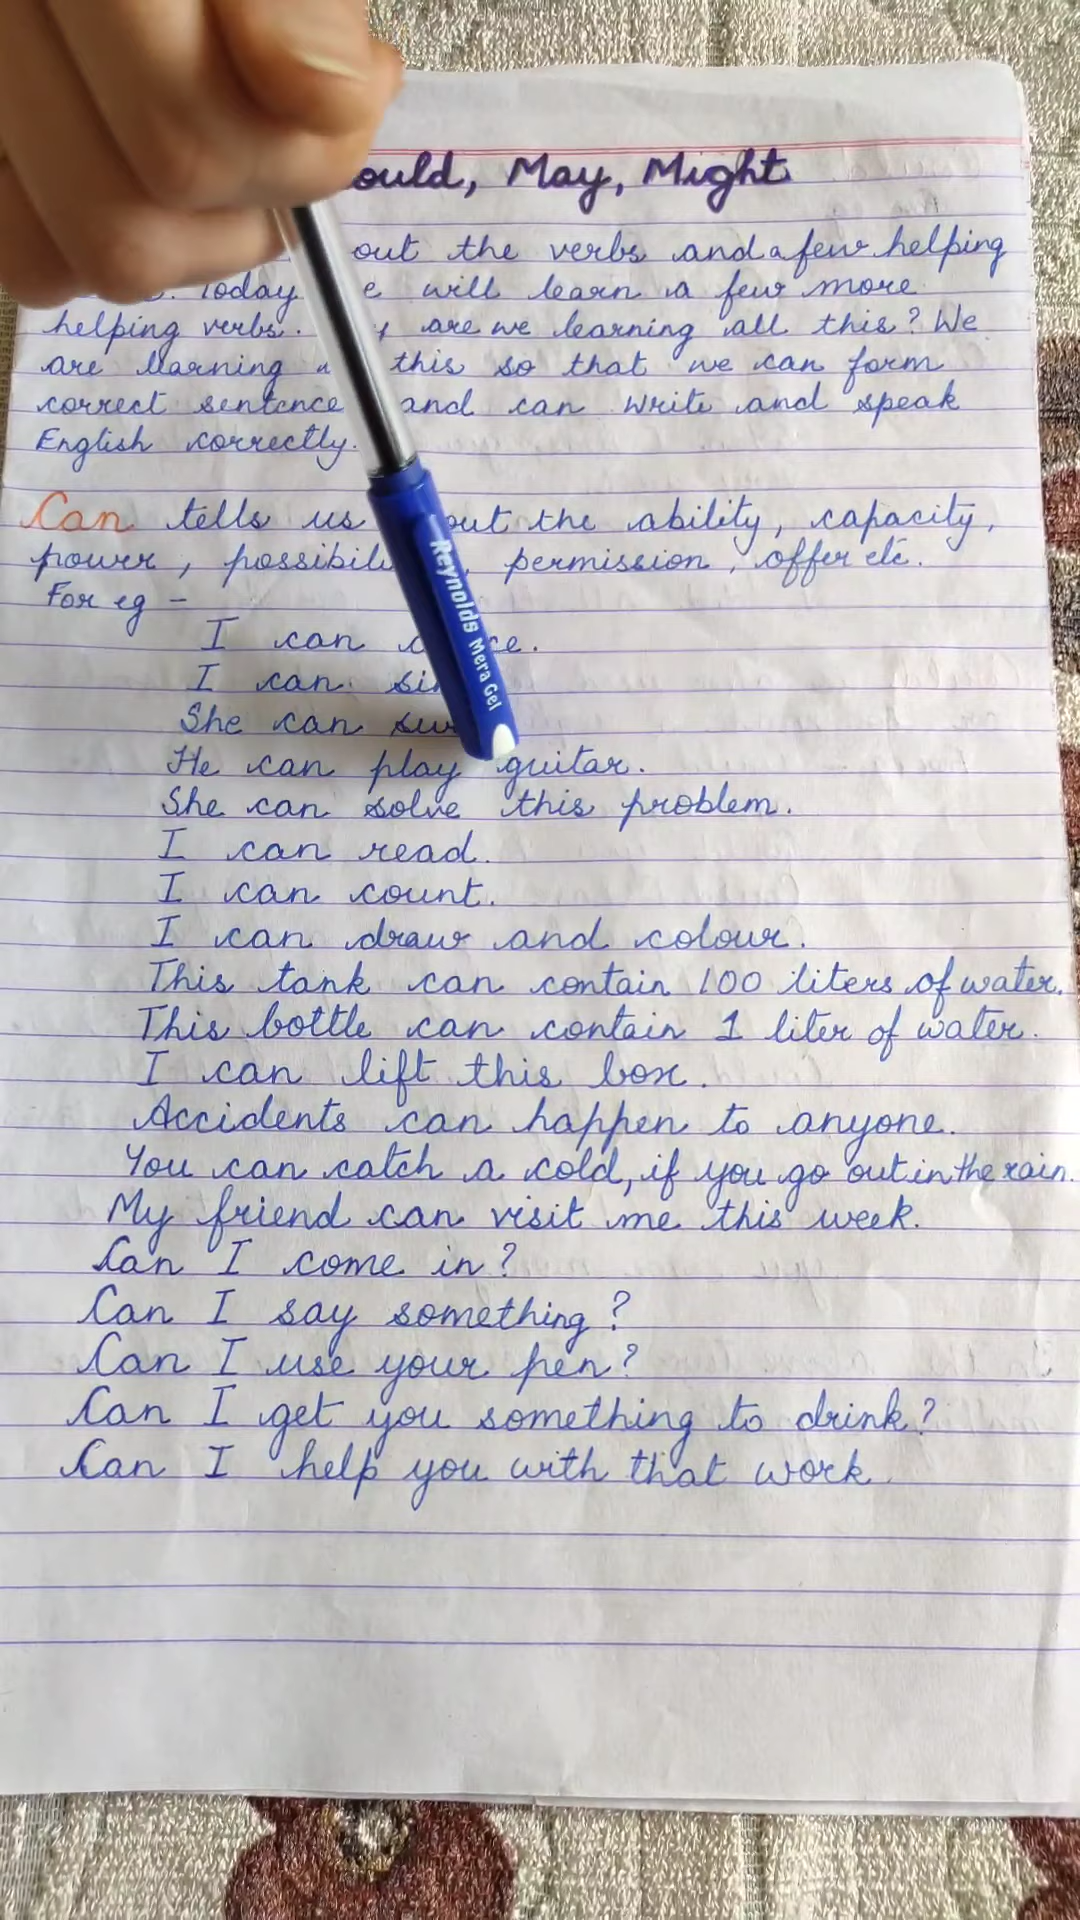 ould, May, Might
out the verbs and a few helping
Today e will learn a few more
helping verbs. are we learning all this? We
are learning this so that we can form
correct sentence and can write and speak
English correctly.
Can tells us out the ability, capacity,
power, possibili permission, offer etc.
For eg -
I can ce.
I can si
She can sw
He can play guitar.
She can solve this problem.
I can read.
I can count.
I can draw and colour.
This tank can contain 100 liters of water.
This bottle can contain 1 liter of water.
I can lift this box.
Accidents can happen to anyone.
You can catch a cold, if you go out in the rain.
My friend can visit me this week.
Can I come in?
Can I say something?
Can I use your pen?
Can I get you something to drink?
Can I help you with that work
Reynolds Mera Gel